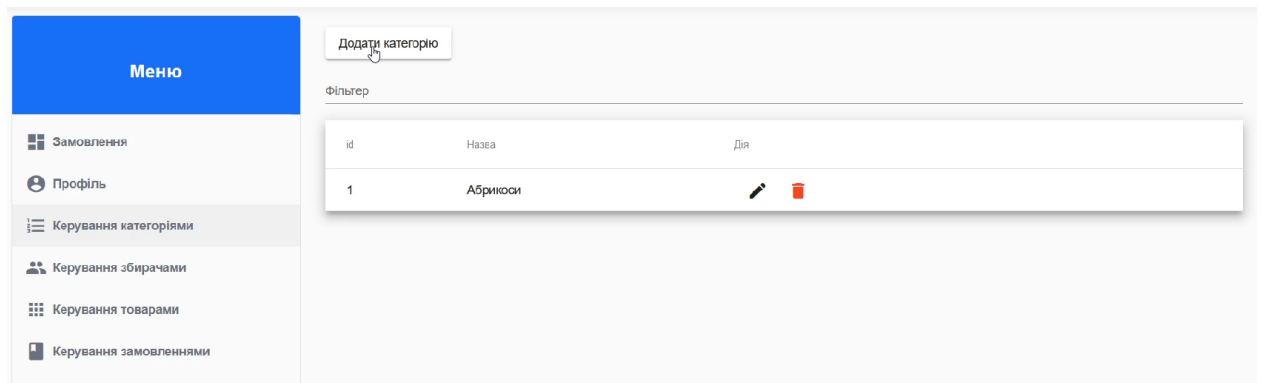 Меню
Замовлення
Профіль
Керування категоріями
Керування збирачами
Керування товарами
Керування замовленнями
Додати категорію
Фільтер
id Назва Дія
1 Абрикоси